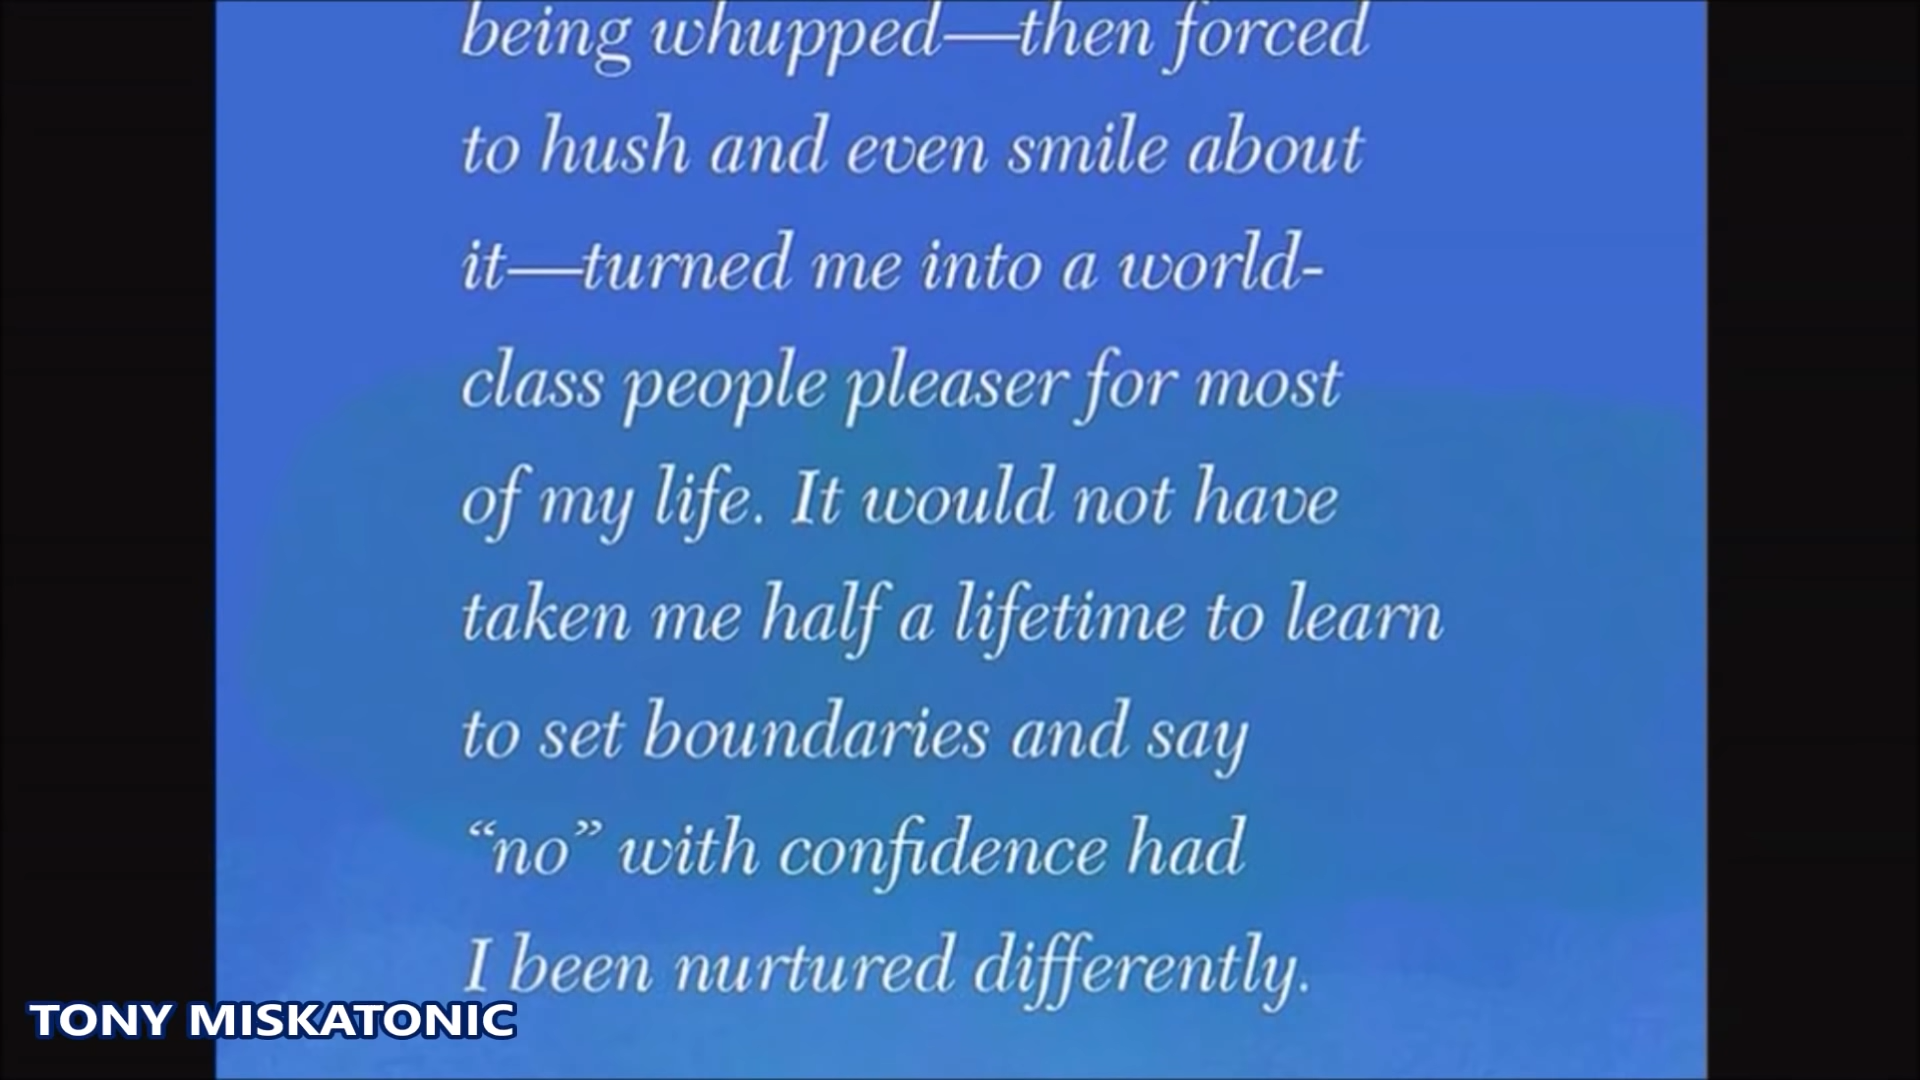 being whupped—then forced
to hush and even smile about
it—turned me into a world-
class people pleaser for most
of my life. It would not have
taken me half a lifetime to learn
to set boundaries and say
“no” with confidence had
I been nurtured differently.
TONY MISKATONIC